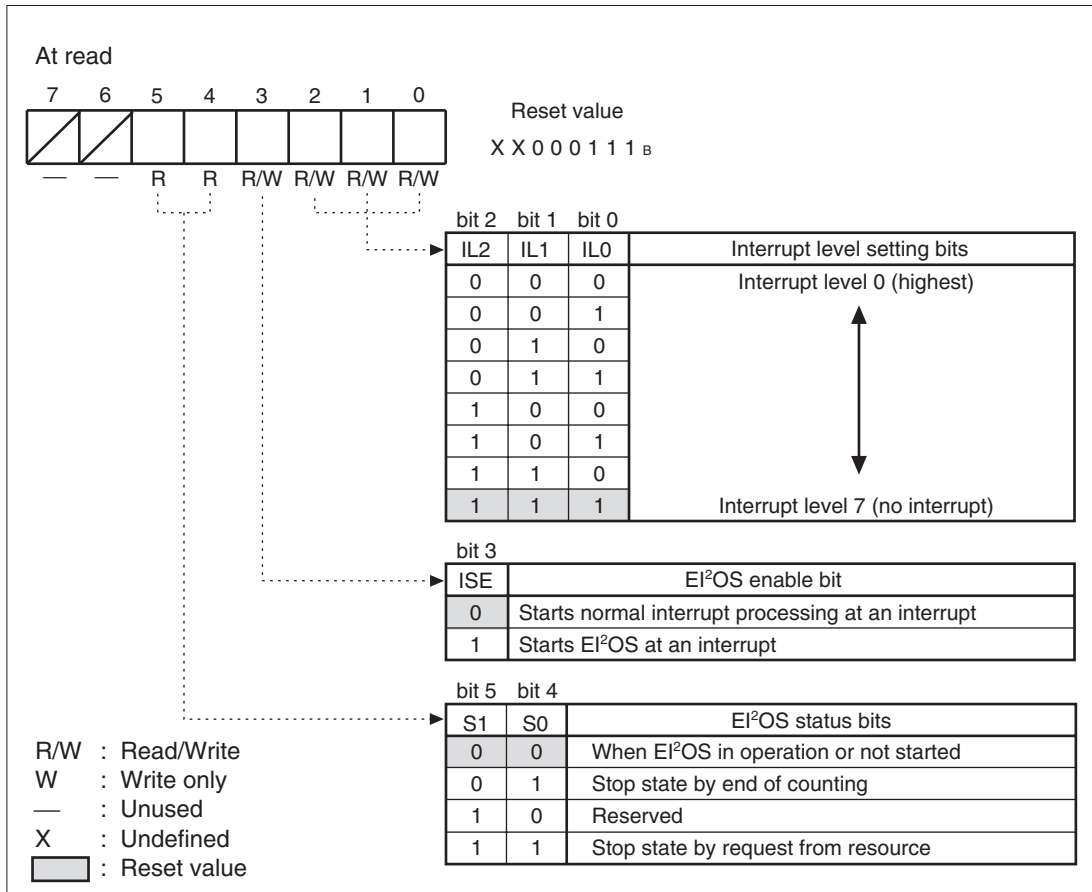 At read
7 6 5 4 3 2 1 0
Reset value
X X 0 0 0 1 1 1 B
— — R R R/W R/W R/W R/W
bit 2 bit 1 bit 0
IL2 IL1 IL0 Interrupt level setting bits
0 0 0 Interrupt level 0 (highest)
0 0 1
0 1 0
0 1 1
1 0 0
1 0 1
1 1 0
1 1 1 Interrupt level 7 (no interrupt)
bit 3
ISE EI²OS enable bit
0 Starts normal interrupt processing at an interrupt
1 Starts EI²OS at an interrupt
bit 5 bit 4
S1 S0 EI²OS status bits
0 0 When EI²OS in operation or not started
0 1 Stop state by end of counting
1 0 Reserved
1 1 Stop state by request from resource
R/W : Read/Write
W : Write only
— : Unused
X : Undefined
: Reset value